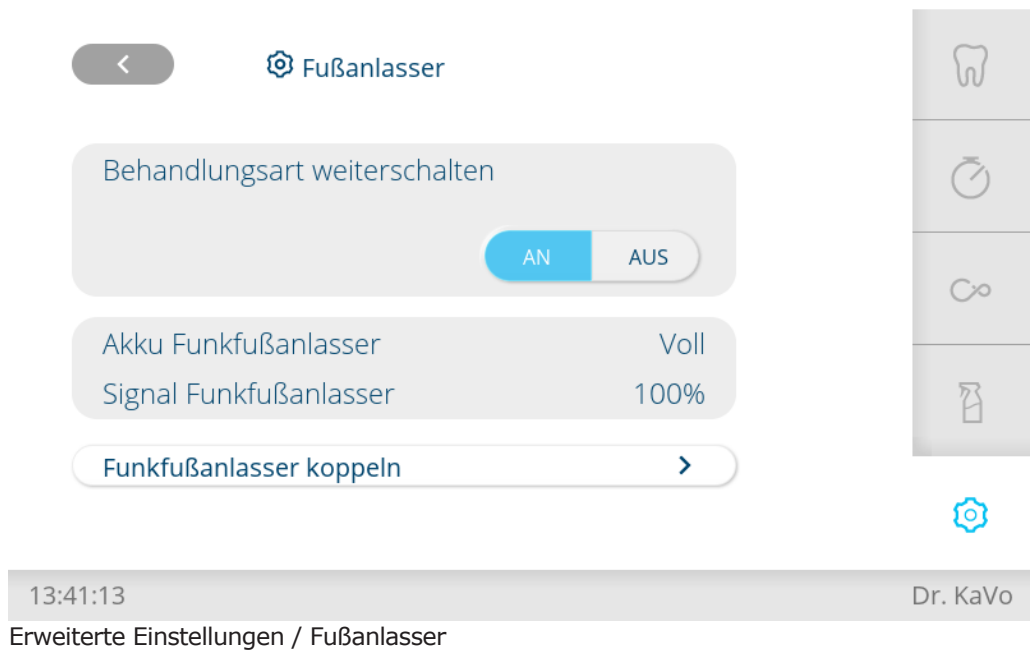 Fußanlasser
Behandlungsart weiterschalten
AN AUS
Akku Funkfußanlasser Voll
Signal Funkfußanlasser 100%
Funkfußanlasser koppeln
13:41:13 Dr. KaVo
Erweiterte Einstellungen / Fußanlasser